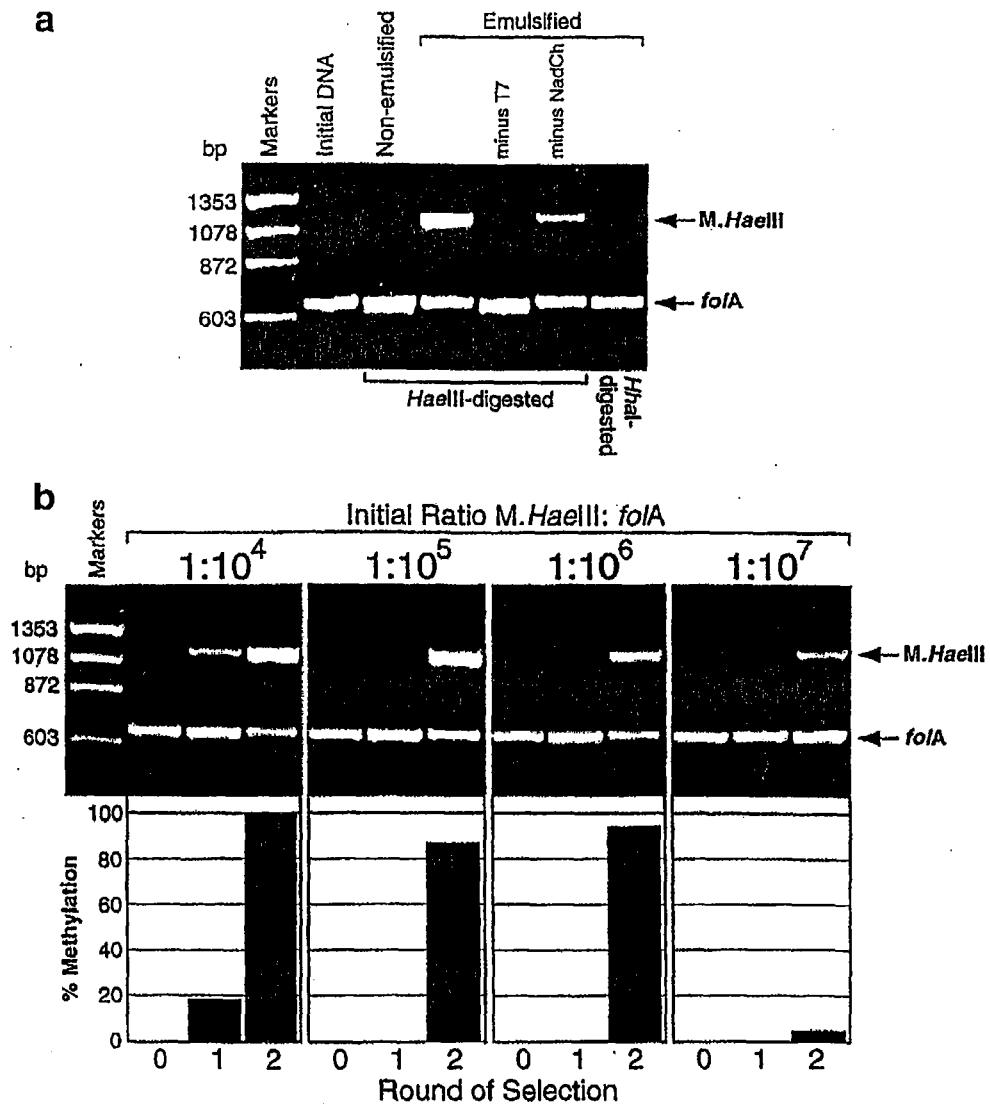 a
Emulsified
bp
Markers
Initial DNA
Non-emulsified
minus T7
minus NadCh
1353
1078
872
603
M.HaeIII
folA
HaeIII-digested
HhaI-
digested
b
Initial Ratio M.HaeIII: folA
bp
Markers
1:10⁴ 1:10⁵ 1:10⁶ 1:10⁷
1353
1078
872
603
M.HaeIII
folA
% Methylation
100
80
60
40
20
0
0 1 2 0 1 2 0 1 2 0 1 2
Round of Selection